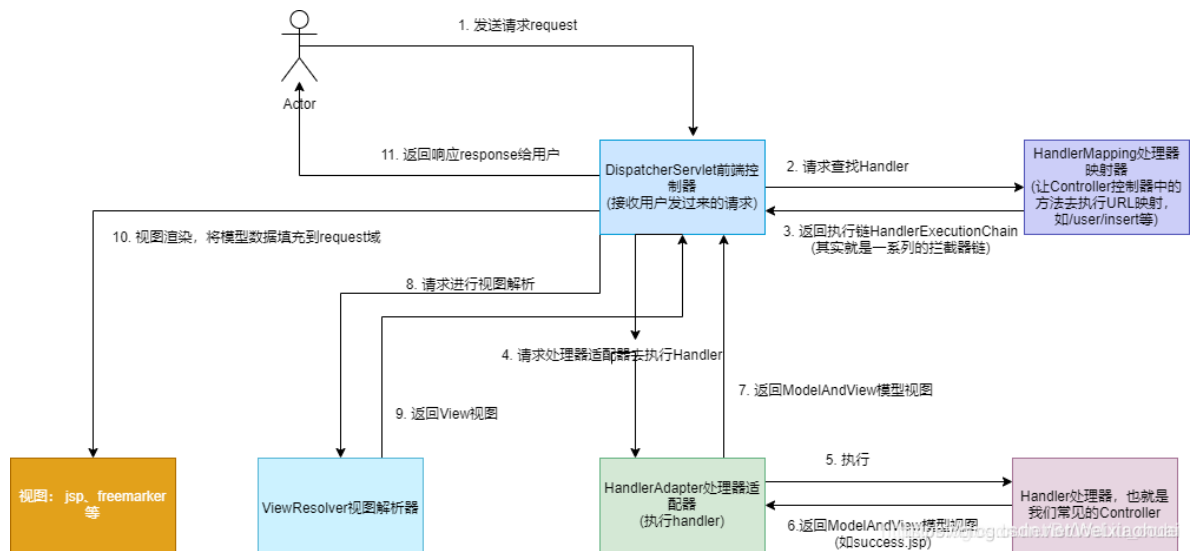 1. 发送请求request
Actor
11. 返回响应response给用户
DispatcherServlet前端控
制器
(接收用户发过来的请求)
2. 请求查找Handler
HandlerMapping处理器
映射器
(让Controller控制器中的
方法去执行URL映射，
如/user/insert等)
3. 返回执行链HandlerExecutionChain
(其实就是一系列的拦截器链)
10. 视图渲染，将模型数据填充到request域
8. 请求进行视图解析
4. 请求处理器适配器去执行Handler
7. 返回ModelAndView模型视图
9. 返回View视图
视图： jsp、freemarker
等
ViewResolver视图解析器
HandlerAdapter处理器适
配器
(执行handler)
5. 执行
6.返回ModelAndView模型视图
(如success.jsp)
Handler处理器，也就是
我们常见的Controller